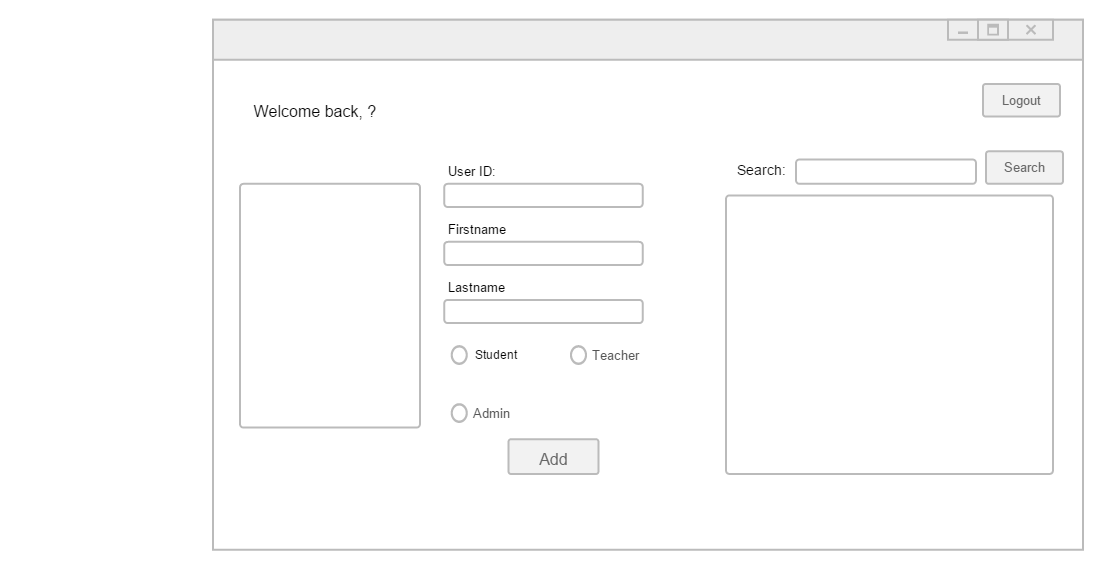 Logout
Welcome back, ?
User ID:
Search:
Search
Firstname
Lastname
Student
Teacher
Admin
Add